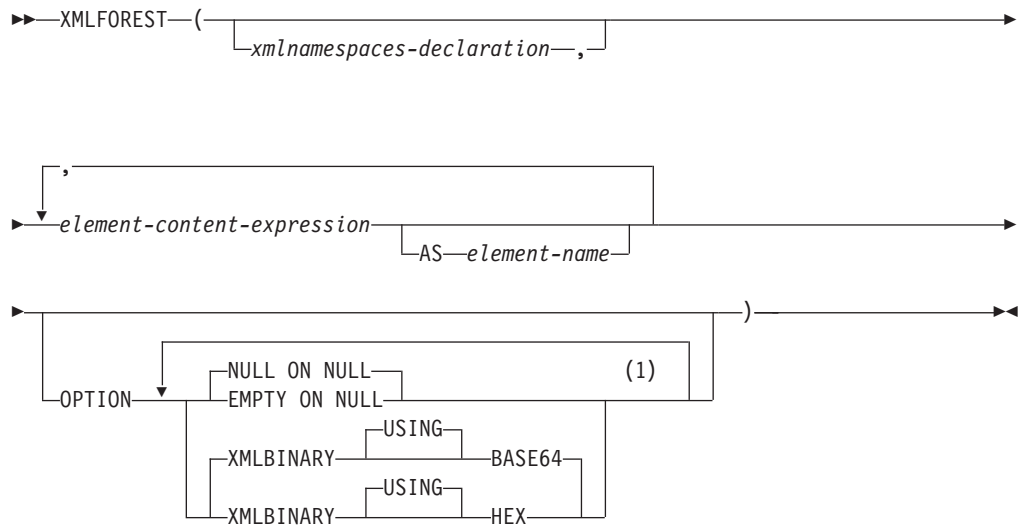 XMLFOREST (
xmlnamespaces-declaration ,
,
element-content-expression
AS element-name
)
NULL ON NULL (1)
OPTION EMPTY ON NULL
USING
XMLBINARY BASE64
USING
XMLBINARY HEX